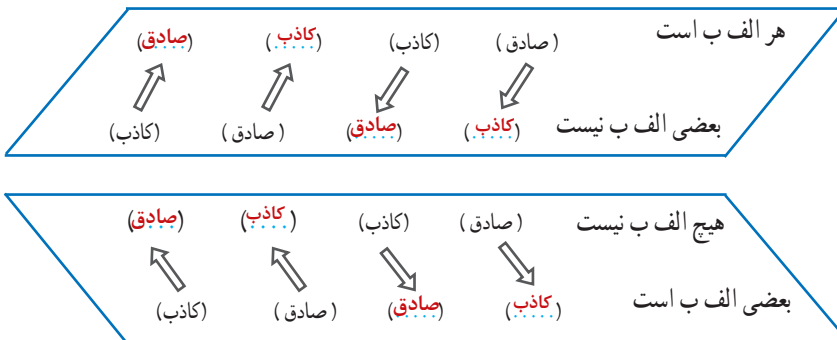 هر الف ب است (صادق) (کاذب) (کاذب) (صادق)
بعضی الف ب نیست (کاذب) (صادق) (صادق) (کاذب)
هیچ الف ب نیست (صادق) (کاذب) (کاذب) (صادق)
بعضی الف ب است (کاذب) (صادق) (صادق) (کاذب)